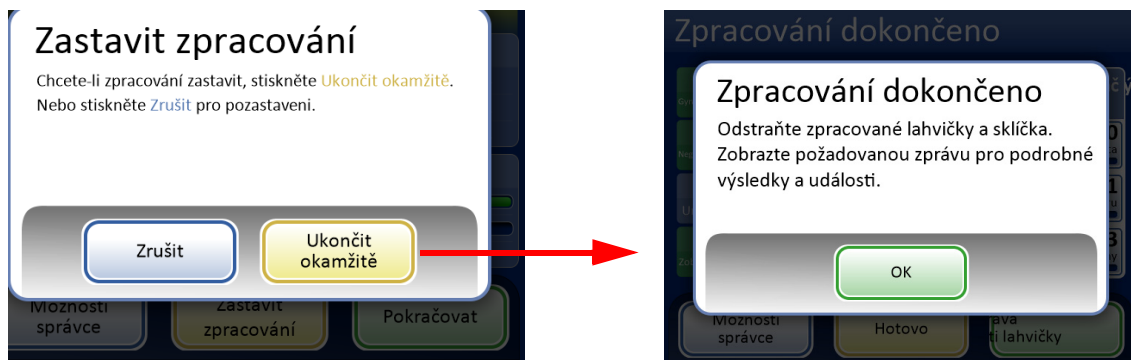 Zastavit zpracování
Chcete-li zpracování zastavit, stiskněte Ukončit okamžitě.
Nebo stiskněte Zrušit pro pozastaveni.
Zrušit
Ukončit
okamžitě
Možnosti
správce
Zastavit
zpracování
Pokračovat
Zpracování dokončeno
Zpracování dokončeno
Odstraňte zpracované lahvičky a sklíčka.
Zobrazte požadovanou zprávu pro podrobné
výsledky a události.
OK
Možnosti
správce
Hotovo
ti lahvičky